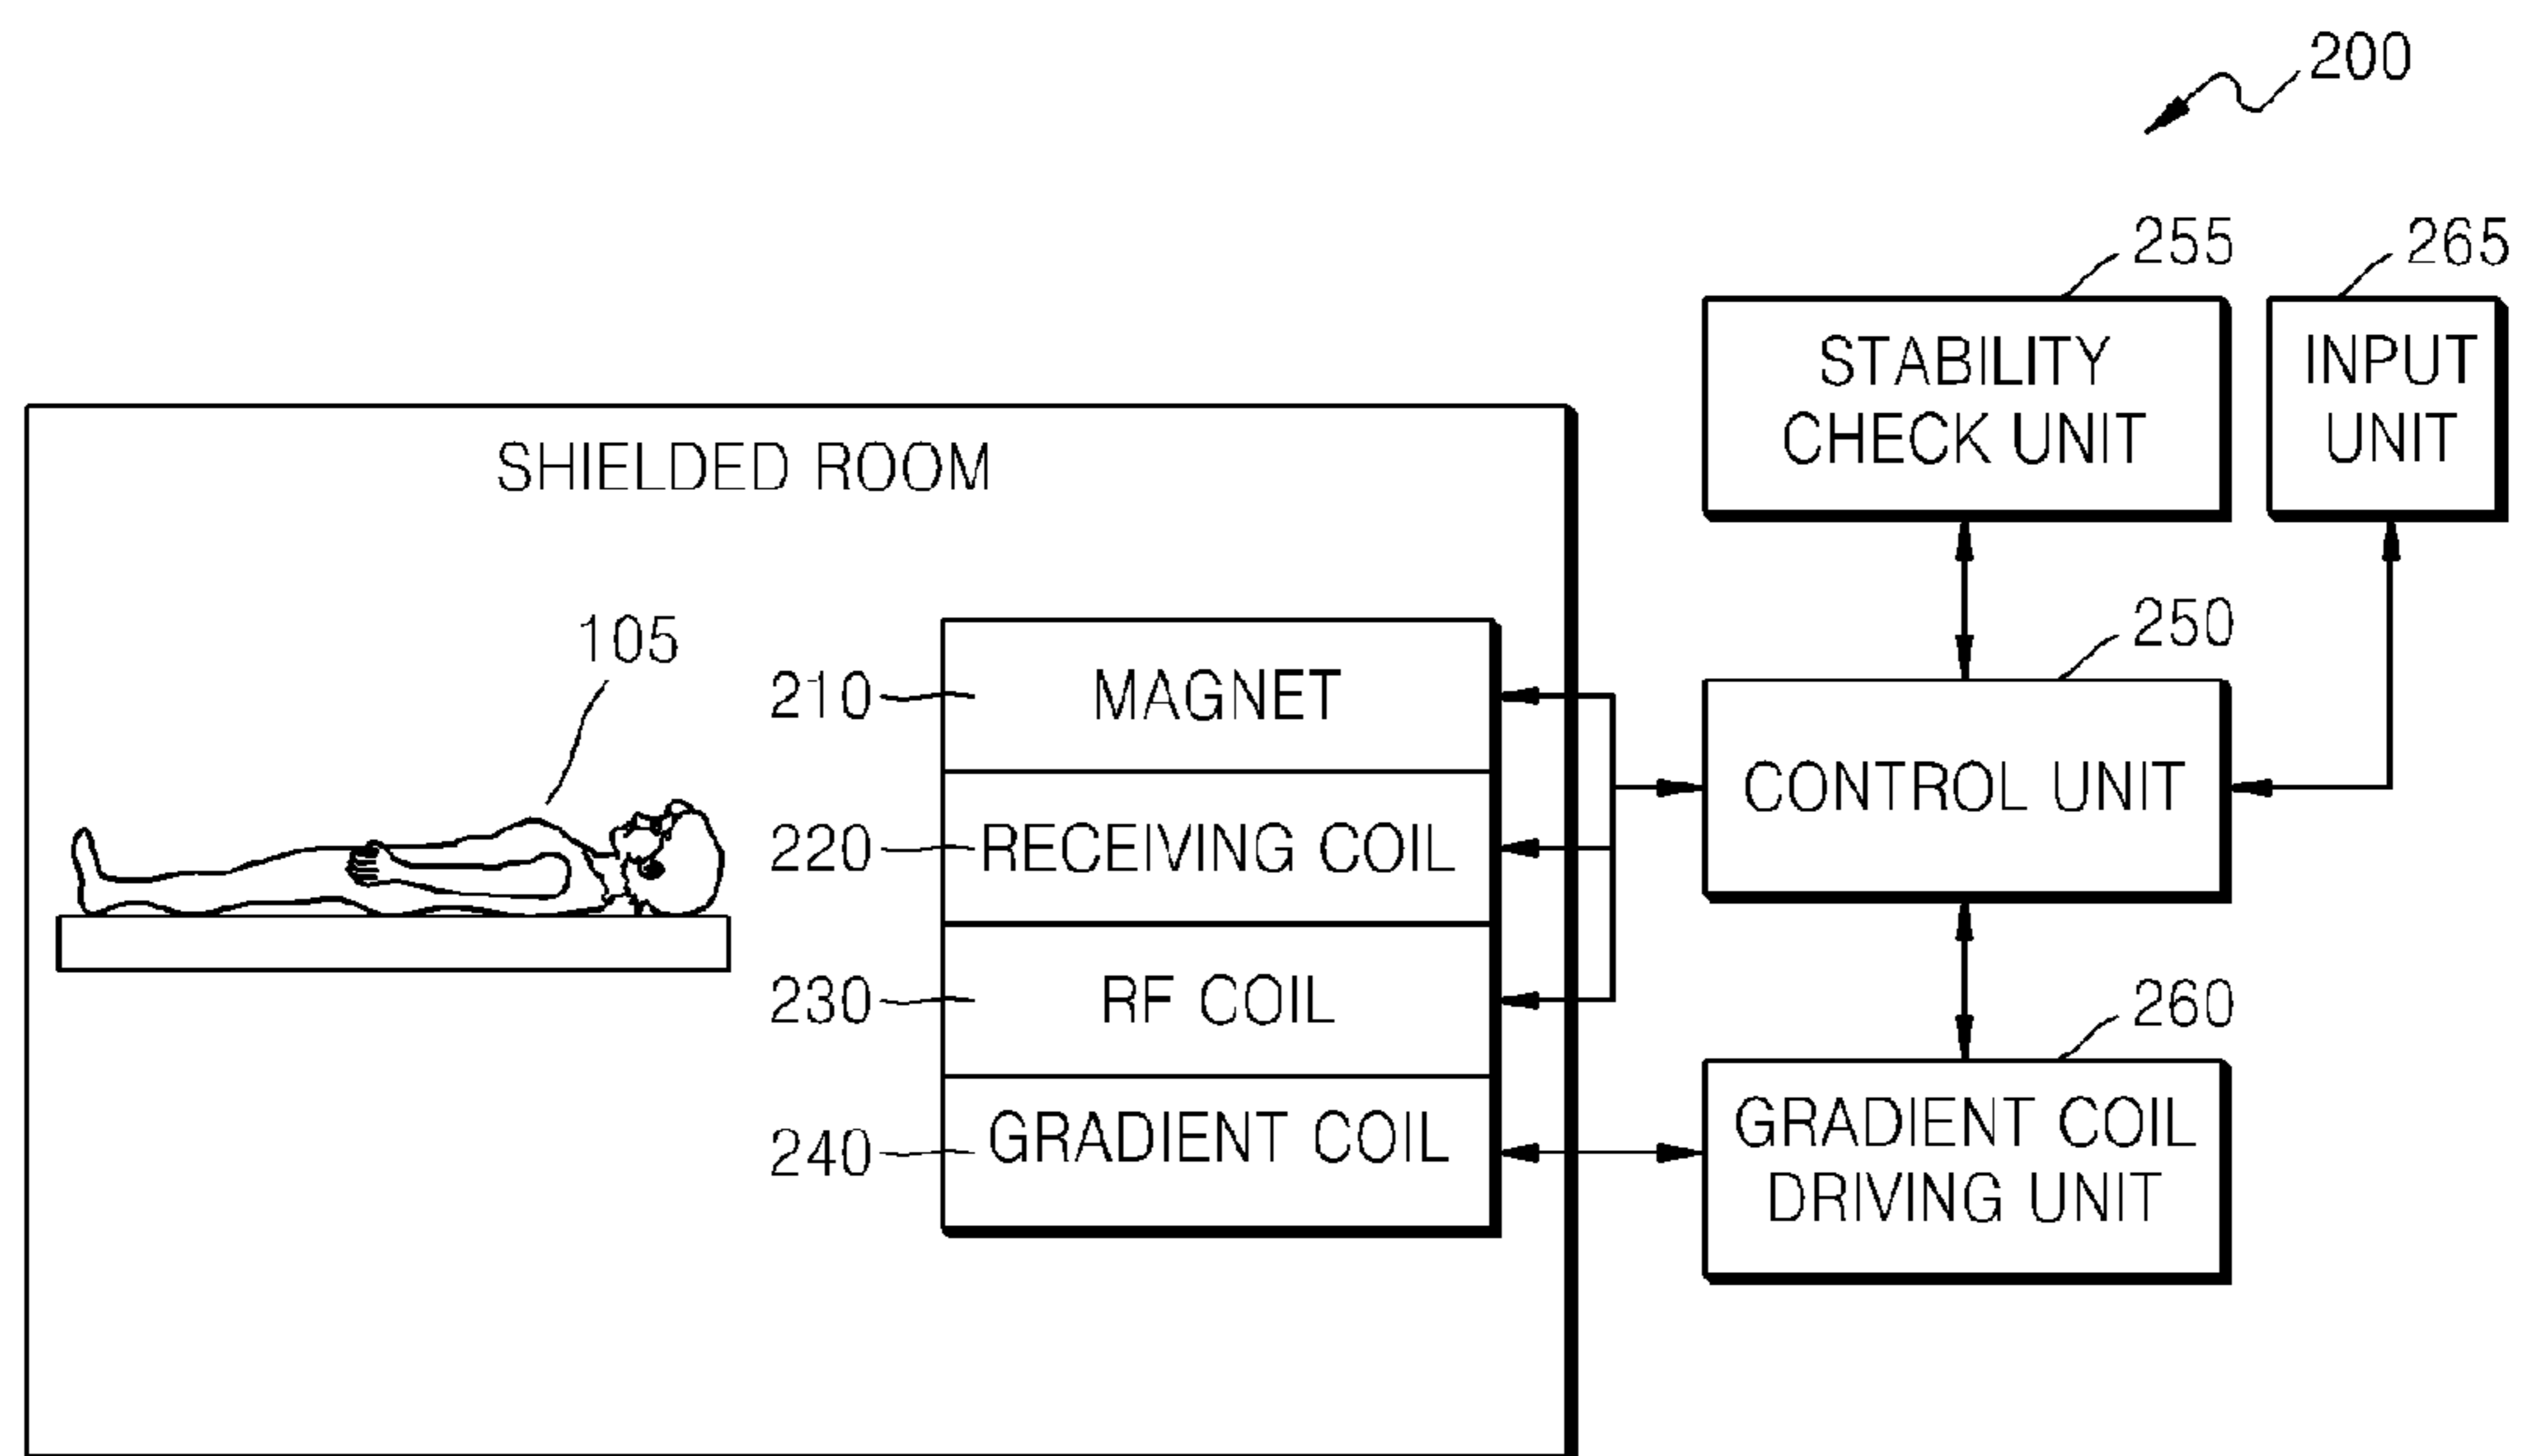 200
255
265
STABILITY
CHECK UNIT
INPUT
UNIT
SHIELDED ROOM
105
250
210
MAGNET
CONTROL UNIT
220
RECEIVING COIL
230
RF COIL
260
240
GRADIENT COIL
GRADIENT COIL
DRIVING UNIT